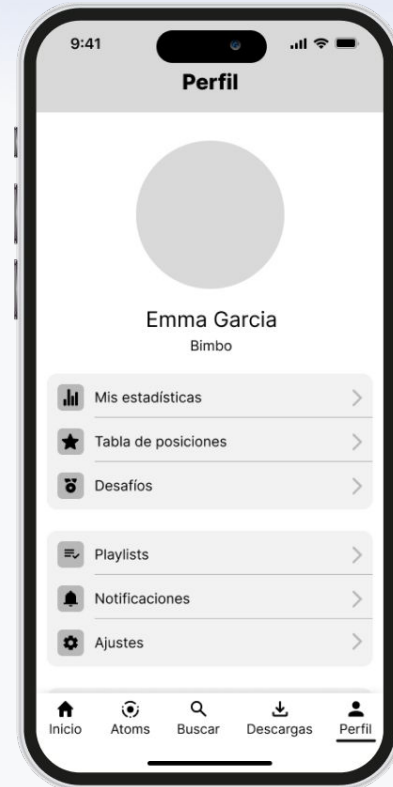 9:41
Perfil
Emma Garcia
Bimbo
Mis estadísticas
Tabla de posiciones
Desafíos
Playlists
Notificaciones
Ajustes
Inicio Atoms Buscar Descargas Perfil